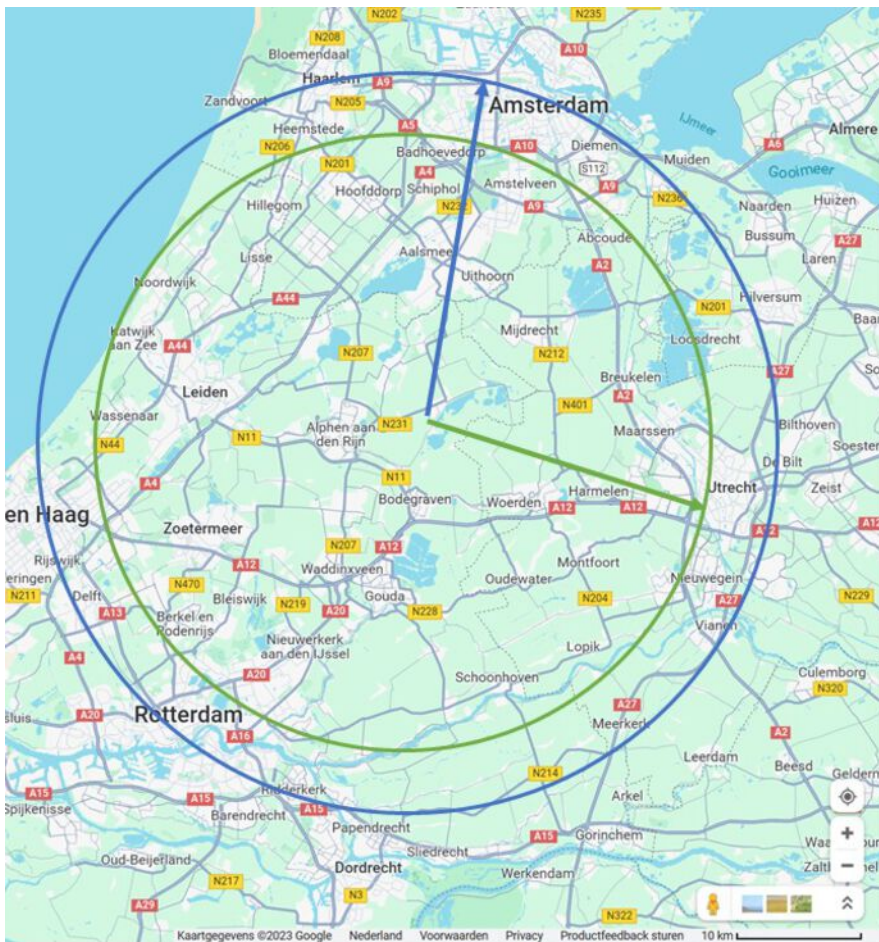 N202
N235
N208
A10
Bloemendaal
Haarlem
A9
Amsterdam
Zandvoort
N205
IJmeer
Heemstede
A5
Almere
N206
Badhoevedorp
A10
Diemen
A6
N201
A4
S112
Muiden
Gooimeer
Hoofddorp
Schiphol
Amstelveen
A9
Hillegom
A9
N236
Naarden
Huizen
Abcoude
Bussum
A27
Lisse
Aalsmee
Laren
A2
Noordwijk
Uithoorn
A44
N201
Hilversum
Katwijk
aan Zee
Mijdrecht
Baar
A44
N207
N212
Loosdrecht
Leiden
Breukelen
A27
A2
Wassenaar
N231
N401
Alphen aan
den Rijn
Bilthoven
N44
N11
Maarssen
Soester
De Bilt
A4
N11
Harmelen
Utrecht
Zeist
Bodegraven
Woerden
en Haag
A12
A12
Zoetermeer
A12
A12
N207
A12
Rijswijk
A12
Waddinxveen
Montfoort
eringen
N470
Oudewater
Nieuwegein
N211
Delft
Bleiswijk
N219
Gouda
N204
A27
N229
A13
A20
N228
Berkel en
Rodenrijs
Vianen
Nieuwerkerk
aan den IJssel
Lopik
A4
A20
Schoonhoven
Culemborg
N320
A27
A20
Rotterdam
sluis
Meerkerk
A16
A2
Leerdam
Beesd
N214
Geldern
A15
Ridderkerk
A15
Arkel
Spijkenisse
A15
Barendrecht
Papendrecht
A15
Gorinchem
Sliedrecht
Oud-Beijerland
Dordrecht
Werkendam
N217
N3
A29
N322
Kaartgegevens ©2023 Google Nederland Voorwaarden Privacy Productfeedback sturen 10 km